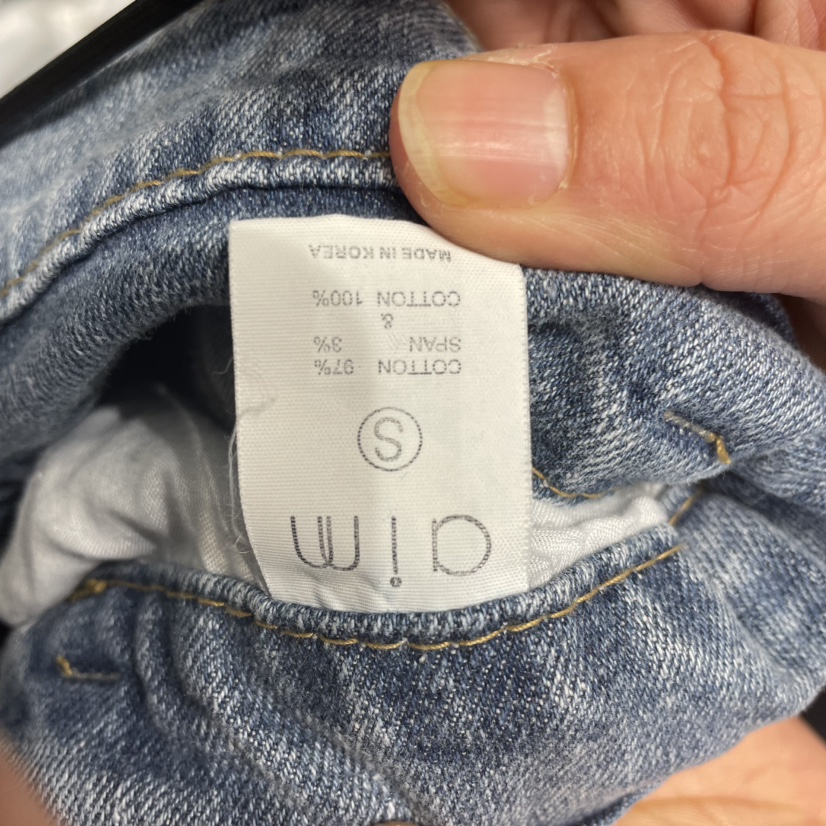 aim
S
COTTON 97%
SPAN 3%
&
COTTON 100%
MADE IN KOREA